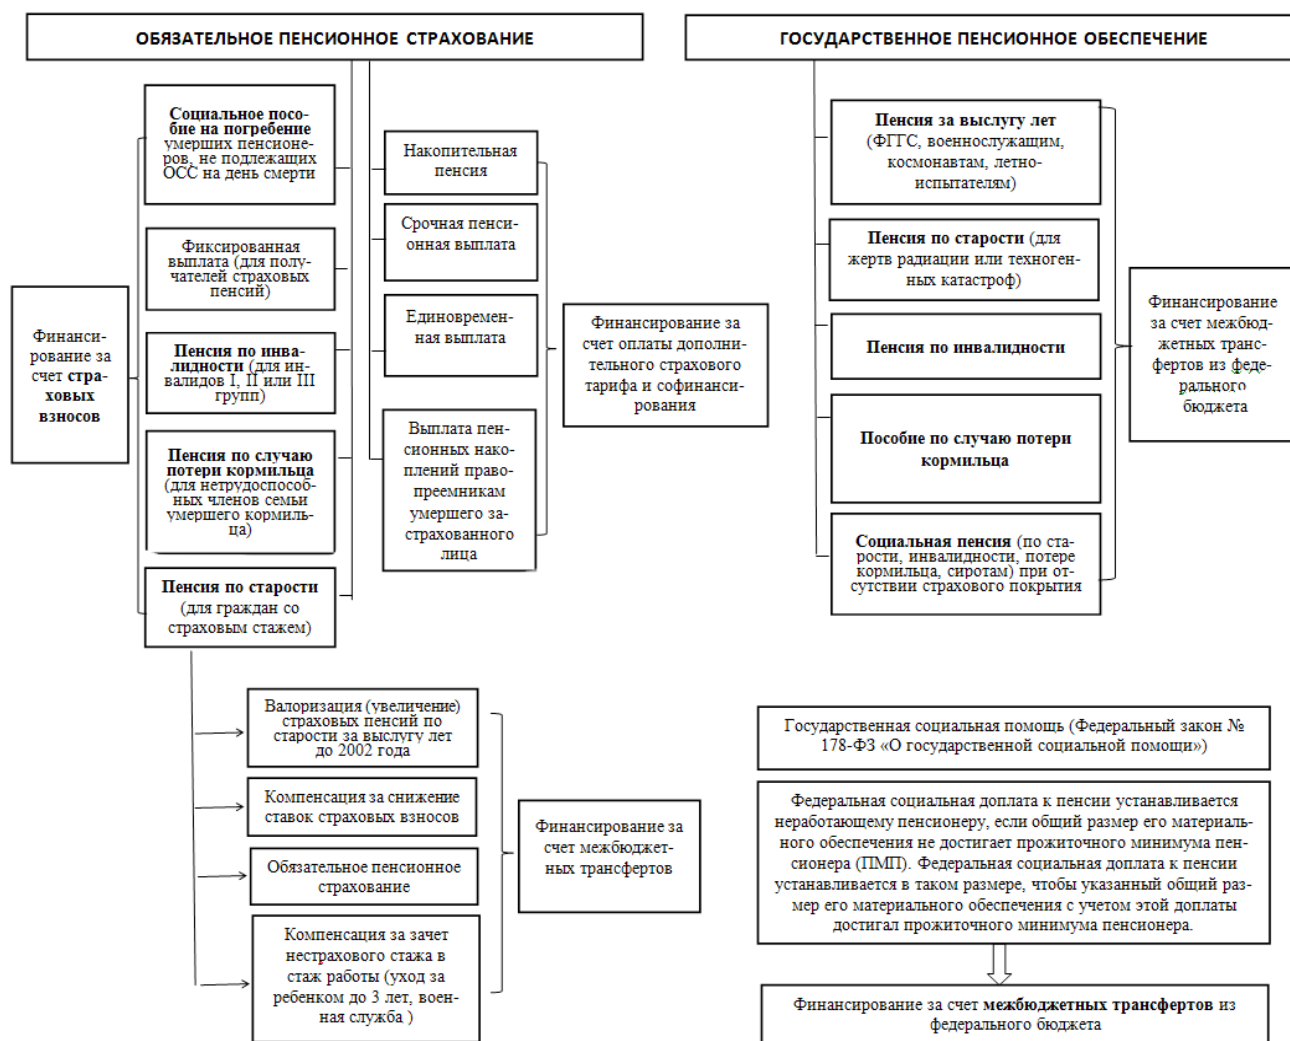 ОБЯЗАТЕЛЬНОЕ ПЕНСИОННОЕ СТРАХОВАНИЕ
Социальное посо-
бие на погребение
умерших пенсионе-
ров, не подлежащих
ОСС на день смерти
Фиксированная
выплата (для полу-
чателей страховых
пенсий)
Финанси-
рование за
счет стра-
ховых
взносов
Пенсия по инва-
лидности (для ин-
валидов I, II или III
групп)
Пенсия по случаю
потери кормильца
(для нетрудоспособ-
ных членов семьи
умершего кормиль-
ца)
Пенсия по старости
(для граждан со
страховым стажем)
Накопительная
пенсия
Срочная пенси-
онная выплата
Единовремен-
ная выплата
Выплата пен-
сионных на-
коплений право-
преемникам
умершего за-
страхованного
лица
Финансирование за
счет оплаты дополни-
тельного страхового
тарифа и софинанси-
рования
Валоризация (увеличение)
страховых пенсий по
старости за выслугу лет
до 2002 года
Компенсация за снижение
ставок страховых взносов
Обязательное пенсионное
страхование
Компенсация за зачет
нестрахового стажа в
стаж работы (уход за
ребенком до 3 лет, воен-
ная служба )
Финансирование за
счет межбюджет-
ных трансфертов
ГОСУДАРСТВЕННОЕ ПЕНСИОННОЕ ОБЕСПЕЧЕНИЕ
Пенсия за выслугу лет
(ФГГС, военнослужащим,
космонавтам, летно-
испытателям)
Пенсия по старости (для
жертв радиации или техноген-
ных катастроф)
Пенсия по инвалидности
Пособие по случаю потери
кормильца
Социальная пенсия (по ста-
рости, инвалидности, потере
кормильца, сиротам) при от-
сутствии страхового покрытия
Финансирование
за счет межбюд-
жетных транс-
фертов из феде-
рального
бюджета
Государственная социальная помощь (Федеральный закон №
178-ФЗ «О государственной социальной помощи»)
Федеральная социальная доплата к пенсии устанавливается
неработающему пенсионеру, если общий размер его материаль-
ного обеспечения не достигает прожиточного минимума пен-
сионера (ПМП). Федеральная социальная доплата к пенсии
устанавливается в таком размере, чтобы указанный общий раз-
мер его материального обеспечения с учетом этой доплаты
достигал прожиточного минимума пенсионера.
Финансирование за счет межбюджетных трансфертов из
федерального бюджета